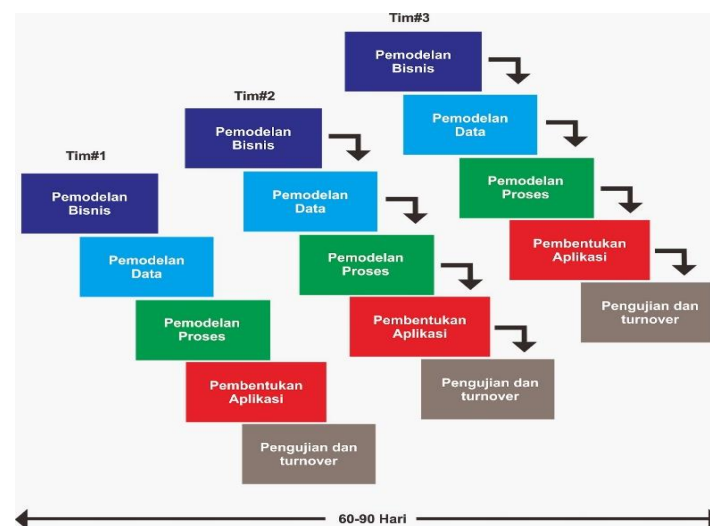 Tim#1
Pemodelan
Bisnis
Pemodelan
Data
Pemodelan
Proses
Pembentukan
Aplikasi
Pengujian dan
turnover
Tim#2
Pemodelan
Bisnis
Pemodelan
Data
Pemodelan
Proses
Pembentukan
Aplikasi
Pengujian dan
turnover
Tim#3
Pemodelan
Bisnis
Pemodelan
Data
Pemodelan
Proses
Pembentukan
Aplikasi
Pengujian dan
turnover
60-90 Hari